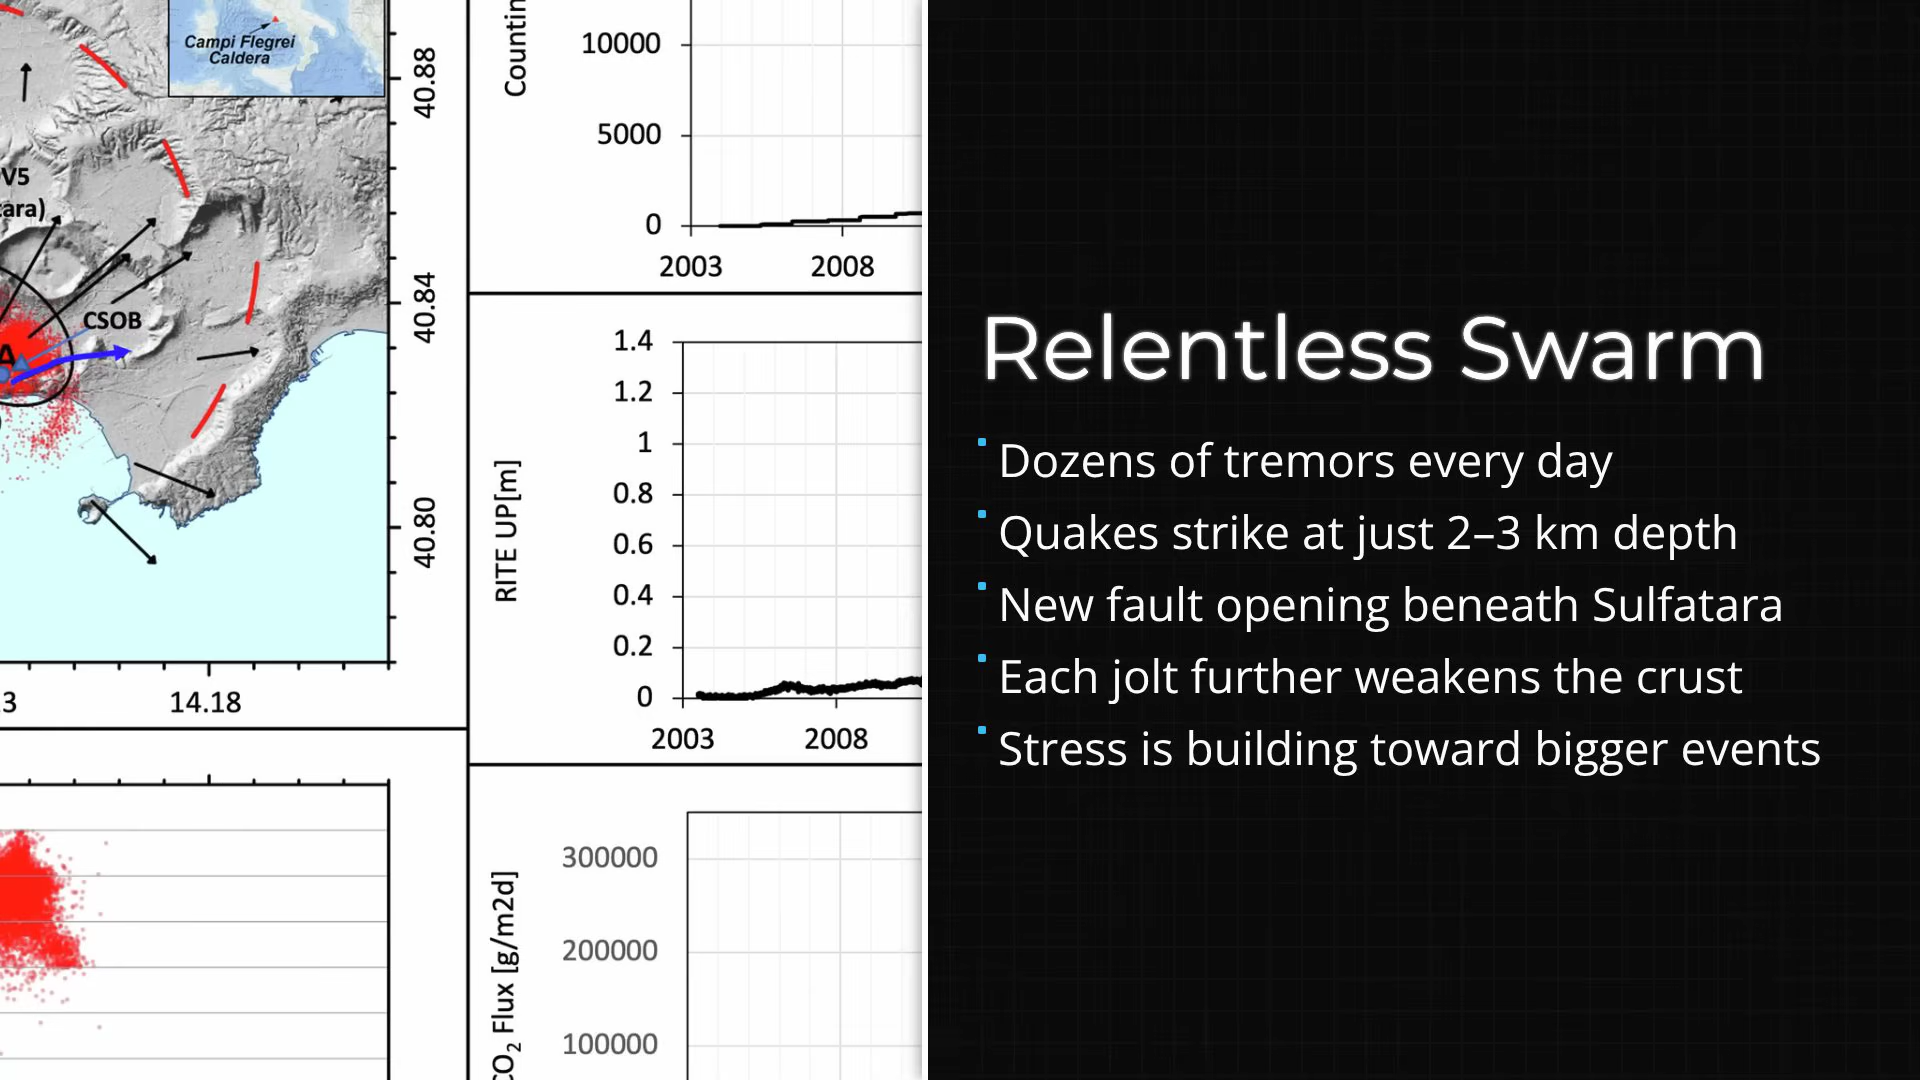 Campi Flegrei
Caldera
40.88
40.84
40.80
V5
CSOB
A
14.18
10000
5000
0
2003
2008
RITE UP[m]
1.4
1.2
1
0.8
0.6
0.4
0.2
0
2003
2008
CO2 Flux [g/m2d]
300000
200000
100000
Relentless Swarm
Dozens of tremors every day
Quakes strike at just 2–3 km depth
New fault opening beneath Sulfatara
Each jolt further weakens the crust
Stress is building toward bigger events